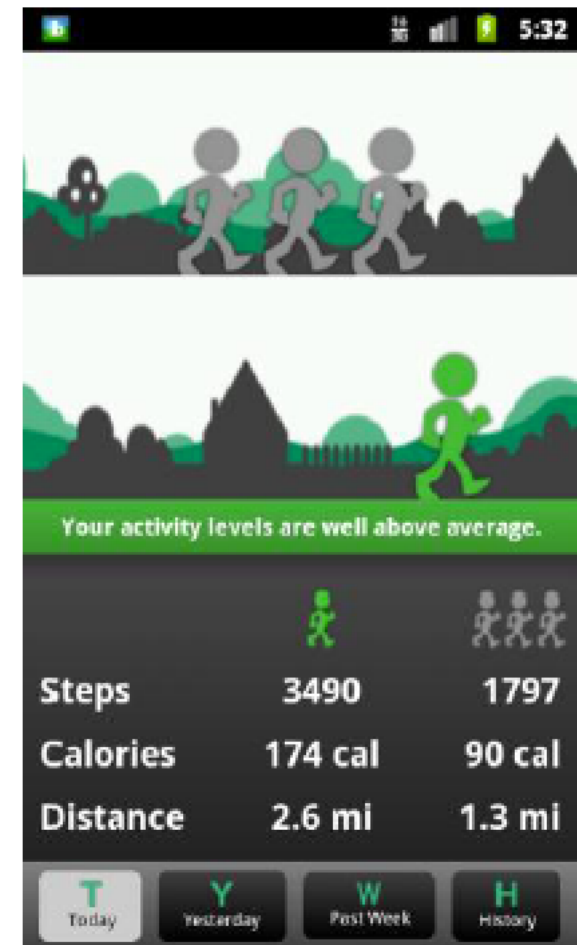 b 5:32
Your activity levels are well above average.
Steps 3490 1797
Calories 174 cal 90 cal
Distance 2.6 mi 1.3 mi
T Y W H
Today Yesterday Post Week History